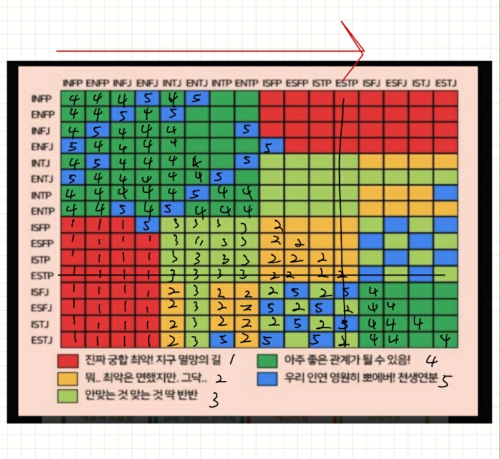 INFP ENFP INFJ ENFJ INTJ ENTJ INTP ENTP ISFP ESFP ISTP ESTP ISFJ ESFJ ISTJ ESTJ
INFP 4 4 4 5 4 5
ENFP 4 4 5 4 5
INFJ 4 5 4 4 4 5
ENFJ 5 4 4 4 4 5
INTJ 4 5 4 4 4 4 5
ENTJ 5 4 4 4 4 4 5
INTP 4 4 4 4 4 5 4 4
ENTP 4 4 5 4 5 4 4 4
ISFP 1 1 1 5 3 3 3 3 2
ESFP 1 1 1 1 3 3 3 2 2
ISTP 1 1 1 1 3 3 3 3 2 2 2
ESTP 1 1 1 1 3 3 3 3 2 2 2 2
ISFJ 1 1 1 1 2 3 2 2 2 5 2 5 4
ESFJ 1 1 1 1 2 3 2 2 5 2 5 2 4 4
ISTJ 1 1 1 1 2 3 2 2 2 5 2 5 4 4 4
ESTJ 1 1 1 1 2 3 5 2 5 5 2 4 4 4
진짜 궁합 최악! 지구 멸망의 길 1
아주 좋은 관계가 될 수 있음! 4
뭐.. 최악은 면했지만. 그닥.. 2
우리 인연 영원히 뽀에버! 천생연분 5
안맞는 것 맞는 것 딱 반반 3